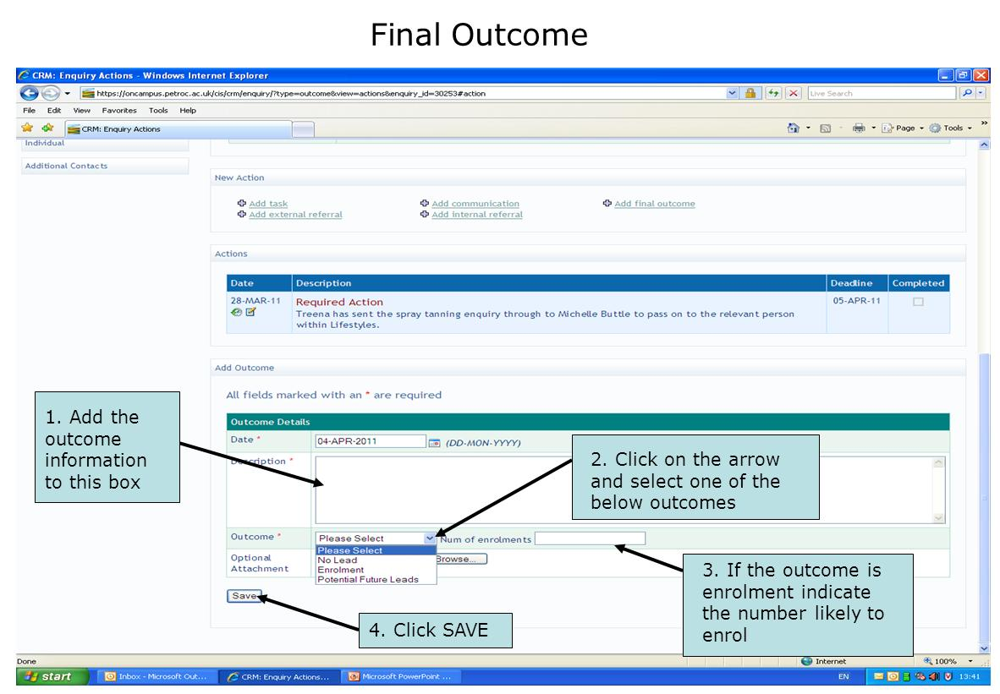 Final Outcome
CRM: Enquiry Actions - Windows Internet Explorer
https://oncampus.petroc.ac.uk/cis/crm/enquiry/?type=outcome&view=actions&enquiry_id=30253#action
Live Search
File Edit View Favorites Tools Help
CRM: Enquiry Actions
Page Tools
Individual
Additional Contacts
New Action
Add task Add communication Add final outcome
Add external referral Add internal referral
Actions
Date Description Deadline Completed
28-MAR-11 Required Action 05-APR-11
Treena has sent the spray tanning enquiry through to Michelle Buttle to pass on to the relevant person
within Lifestyles.
Add Outcome
All fields marked with an * are required
Outcome Details
Date * 04-APR-2011 (DD-MON-YYYY)
Description *
1. Add the
outcome
information
to this box
2. Click on the arrow
and select one of the
below outcomes
Outcome * Please Select Num of enrolments
Please Select
No Lead
Enrolment
Potential Future Leads
Optional
Attachment
Browse...
3. If the outcome is
enrolment indicate
the number likely to
enrol
Save
4. Click SAVE
Done Internet 100%
start Inbox - Microsoft Out... CRM: Enquiry Actions... Microsoft PowerPoint ... EN 13:41